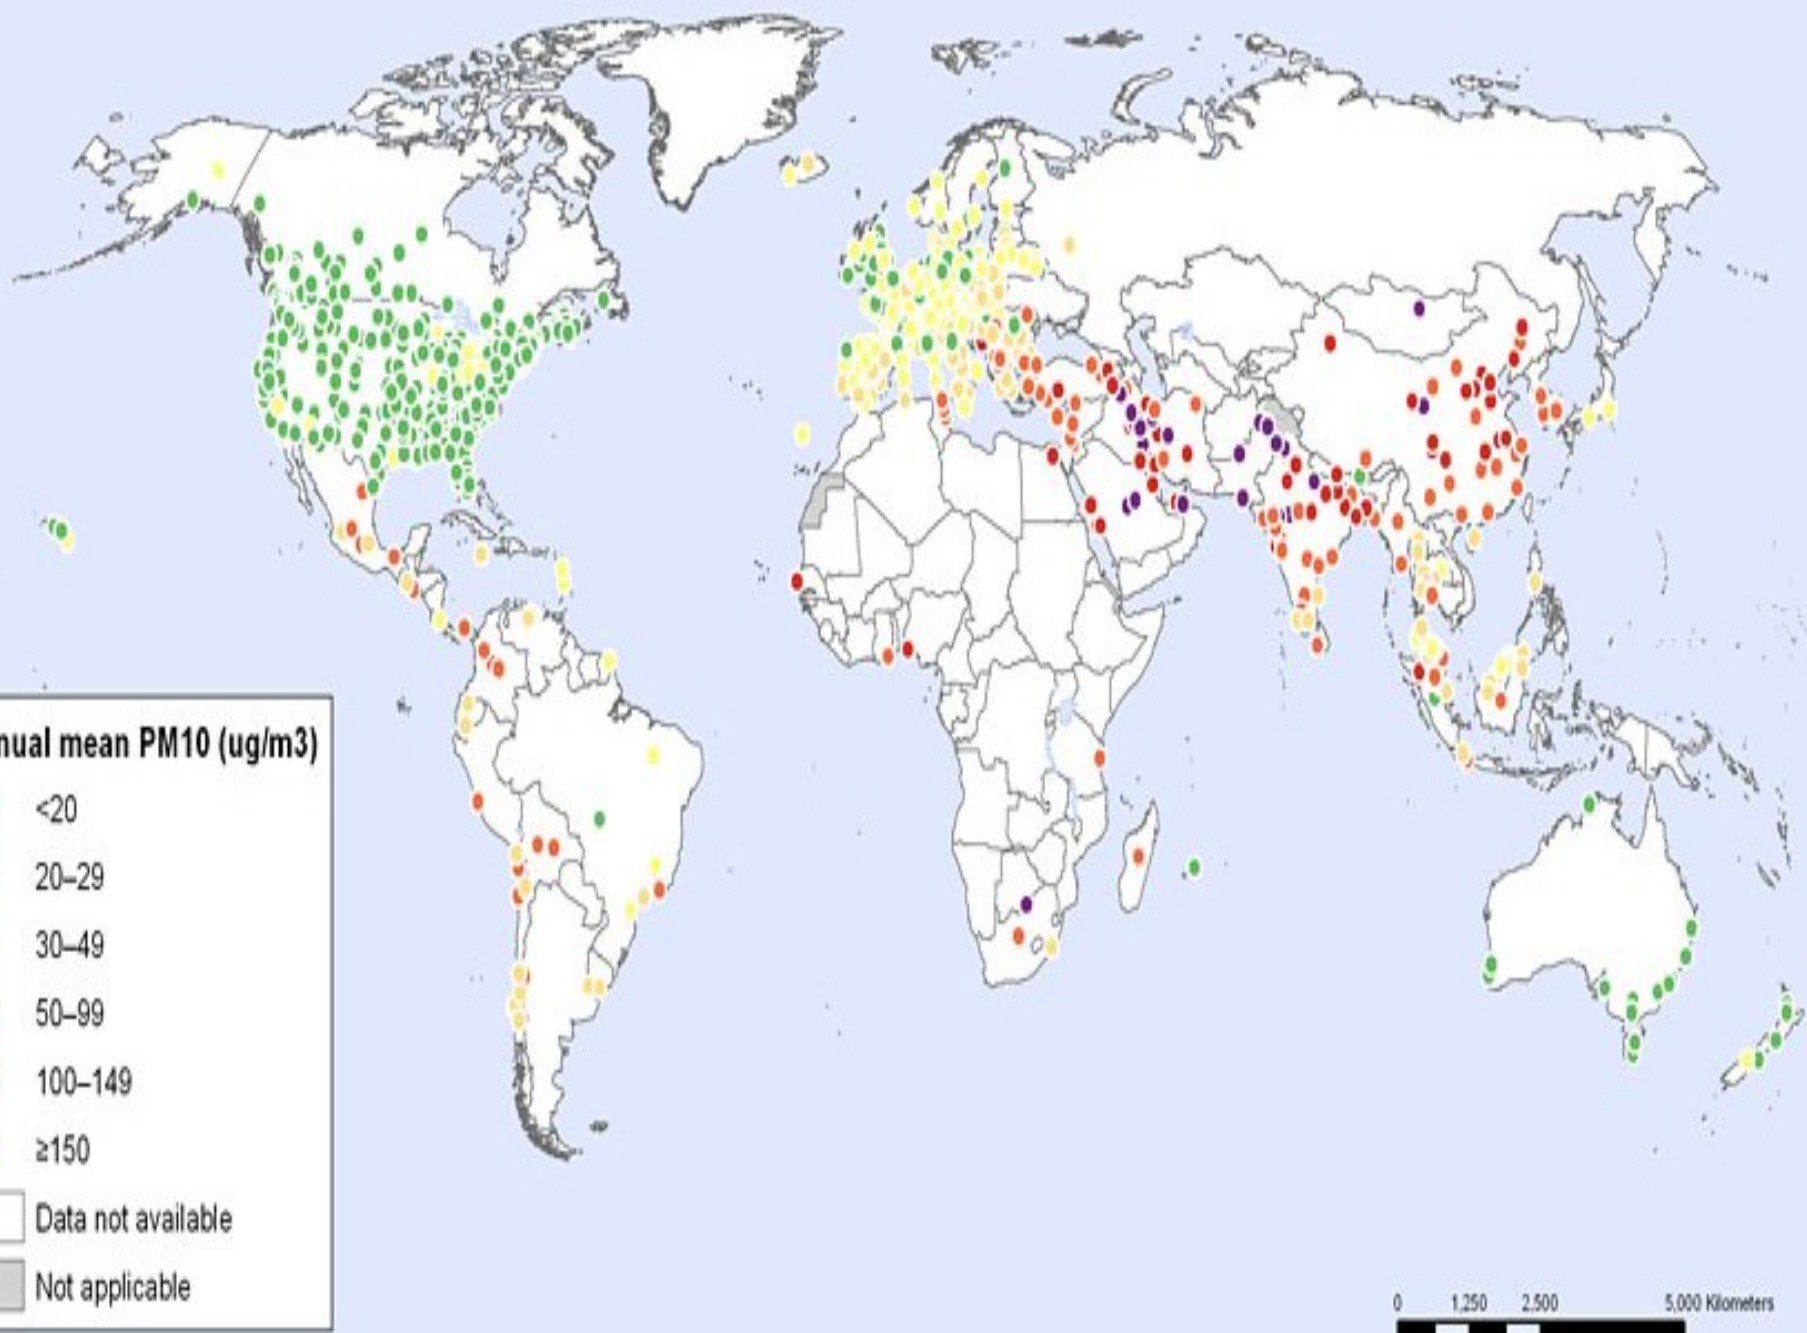 nual mean PM10 (ug/m3)
<20
20–29
30–49
50–99
100–149
≥150
Data not available
Not applicable
0 1,250 2,500 5,000 Kilometers